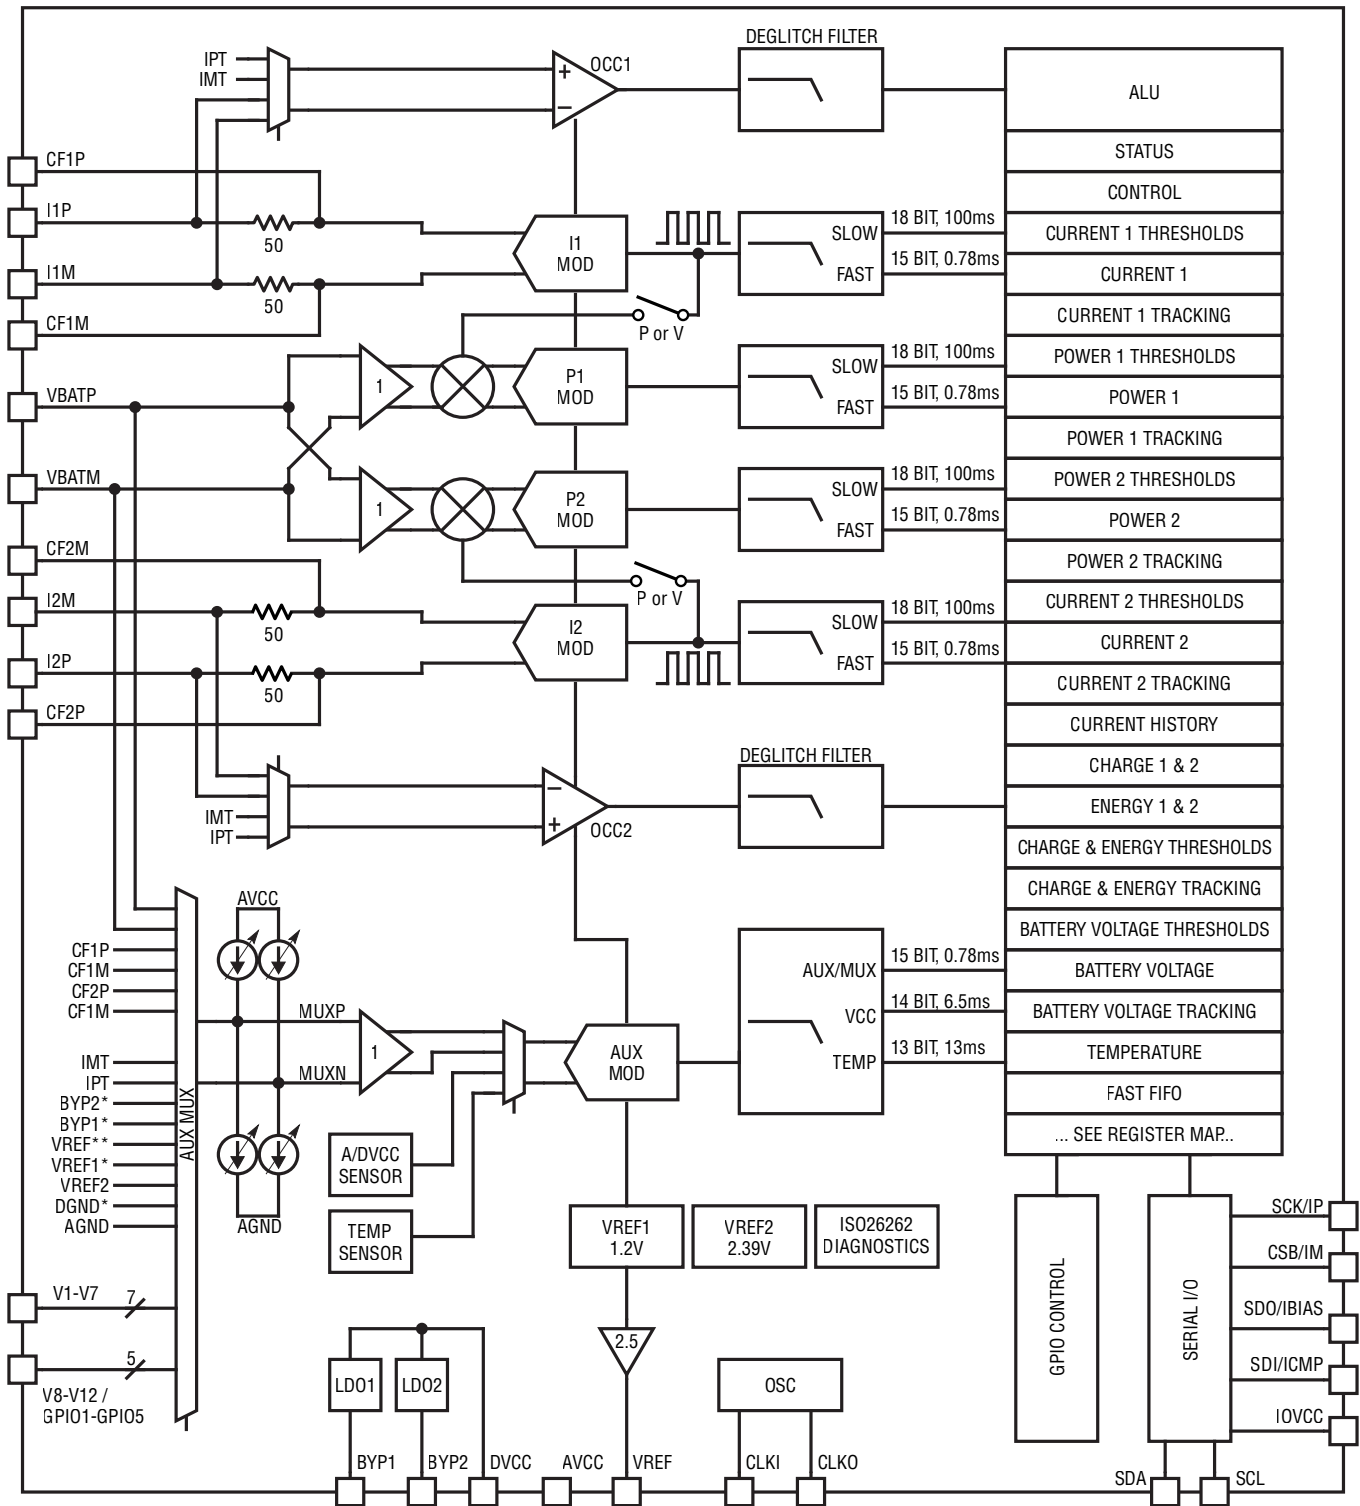 DEGLITCH FILTER
IPT
IMT
OCC1
+
–
ALU
STATUS
CONTROL
CURRENT 1 THRESHOLDS
CURRENT 1
CURRENT 1 TRACKING
POWER 1 THRESHOLDS
POWER 1
POWER 1 TRACKING
POWER 2 THRESHOLDS
POWER 2
POWER 2 TRACKING
CURRENT 2 THRESHOLDS
CURRENT 2
CURRENT 2 TRACKING
CURRENT HISTORY
CHARGE 1 & 2
ENERGY 1 & 2
CHARGE & ENERGY THRESHOLDS
CHARGE & ENERGY TRACKING
BATTERY VOLTAGE THRESHOLDS
BATTERY VOLTAGE
BATTERY VOLTAGE TRACKING
TEMPERATURE
FAST FIFO
... SEE REGISTER MAP...
CF1P
I1P
50
I1M
50
CF1M
I1
MOD
SLOW
FAST
18 BIT, 100ms
15 BIT, 0.78ms
P or V
VBATP
1
P1
MOD
SLOW
FAST
18 BIT, 100ms
15 BIT, 0.78ms
VBATM
1
P2
MOD
SLOW
FAST
18 BIT, 100ms
15 BIT, 0.78ms
CF2M
I2M
50
I2P
50
CF2P
P or V
I2
MOD
SLOW
FAST
18 BIT, 100ms
15 BIT, 0.78ms
DEGLITCH FILTER
IMT
IPT
–
+
OCC2
AVCC
CF1P
CF1M
CF2P
CF1M
IMT
IPT
BYP2*
BYP1*
VREF**
VREF1*
VREF2
DGND*
AGND
AUX MUX
AGND
MUXP
MUXN
1
AUX
MOD
AUX/MUX
VCC
TEMP
15 BIT, 0.78ms
14 BIT, 6.5ms
13 BIT, 13ms
A/DVCC
SENSOR
TEMP
SENSOR
VREF1
1.2V
VREF2
2.39V
ISO26262
DIAGNOSTICS
V1-V7
7
5
V8-V12 /
GPIO1-GPIO5
LDO1
LDO2
2.5
OSC
GPIO CONTROL
SERIAL I/O
SCK/IP
CSB/IM
SDO/IBIAS
SDI/ICMP
IOVCC
BYP1
BYP2
DVCC
AVCC
VREF
CLKI
CLKO
SDA
SCL